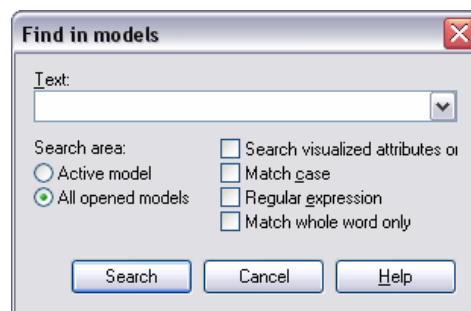 Find in models
Text:
Search area:
Active model
All opened models
Search visualized attributes
Match case
Regular expression
Match whole word only
Search
Cancel
Help